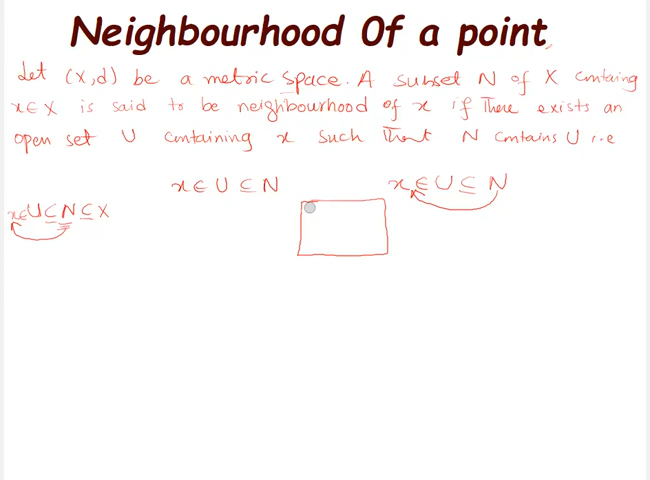 Neighbourhood Of a point
Let (X,d) be a metric space. A subset N of X containg
x∈X is said to be neighbourhood of x if There exists an
open set U containing x such that N contains U i.e
x∈U⊆N x∈U⊆N
x∈U⊆N⊆X